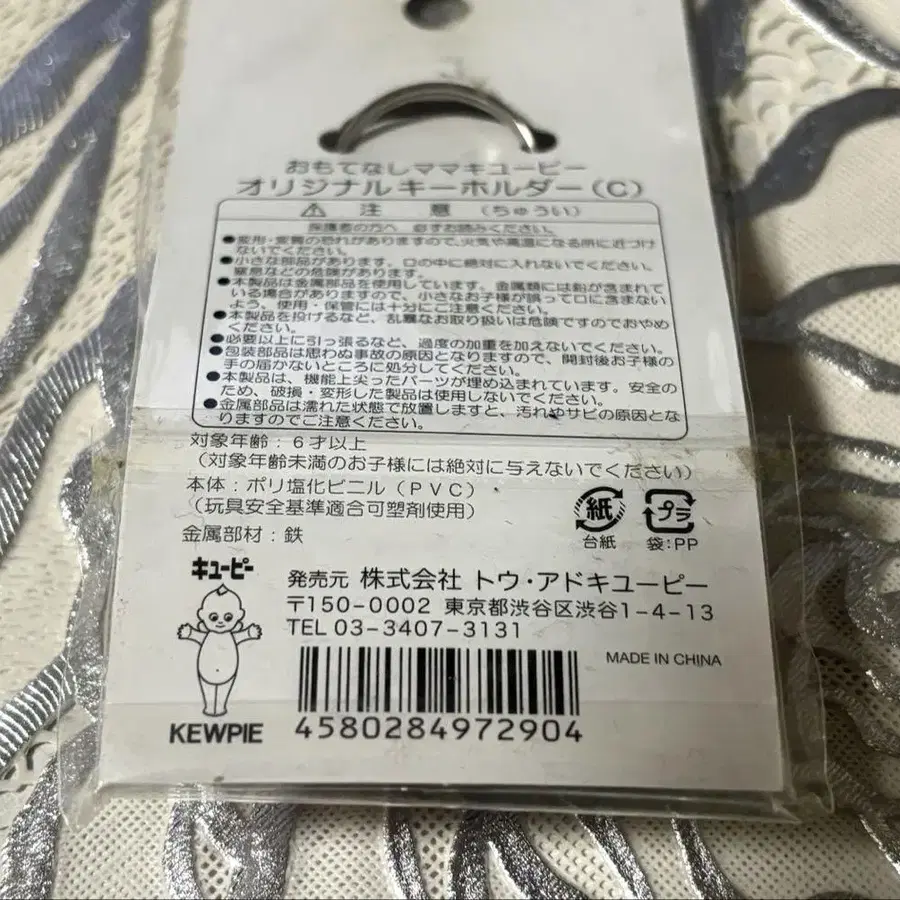 おもてなしママキューピー
オリジナルキーホルダー（C）
⚠ 注 意 （ちゅうい）
保護者の方へ 必ずお読みください。
●変形・変質の恐れがありますので、火気や高温になる所に近づけ
ないでください。
●小さな部品があります。口の中に絶対に入れないでください。
窒息などの危険があります。
●本製品は金属部品を使用しています。金属類には鉛が含まれて
いる場合がありますので、小さなお子様が誤って口に含まない
よう、使用・保管には十分にご注意ください。
●本製品を投げるなど、乱暴なお取り扱いは危険ですのでおやめ
ください。
●必要以上に引っ張るなど、過度の加重を加えないでください。
●包装部品は思わぬ事故の原因となりますので、開封後お子様の
手の届かないところに処分してください。
●本製品は、機能上尖ったパーツが埋め込まれています。安全の
ため、破損・変形した製品は使用しないでください。
●金属部品は濡れた状態で放置しますと、汚れやサビの原因とな
りますのでご注意ください。
対象年齢：６才以上
（対象年齢未満のお子様には絶対に与えないでください）
本体：ポリ塩化ビニル（PVC）
（玩具安全基準適合可塑剤使用）
金属部材：鉄
紙 プラ
台紙 袋：PP
キューピー
KEWPIE
発売元 株式会社 トウ・アドキユーピー
〒150-0002 東京都渋谷区渋谷1-4-13
TEL 03-3407-3131
MADE IN CHINA
4580284972904